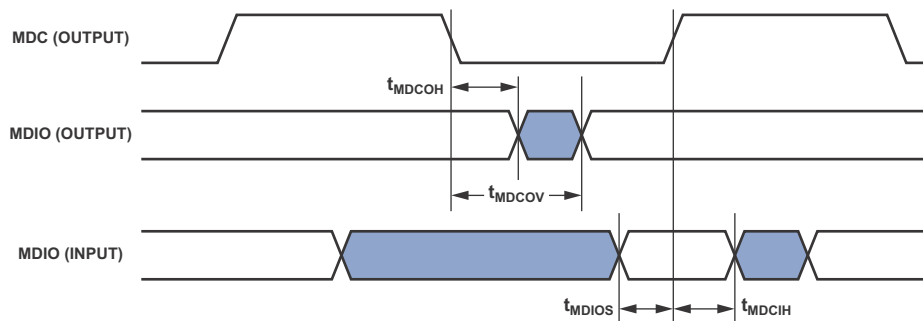 MDC (OUTPUT)
tMDCOH
MDIO (OUTPUT)
tMDCOV
MDIO (INPUT)
tMDIOS
tMDCIH